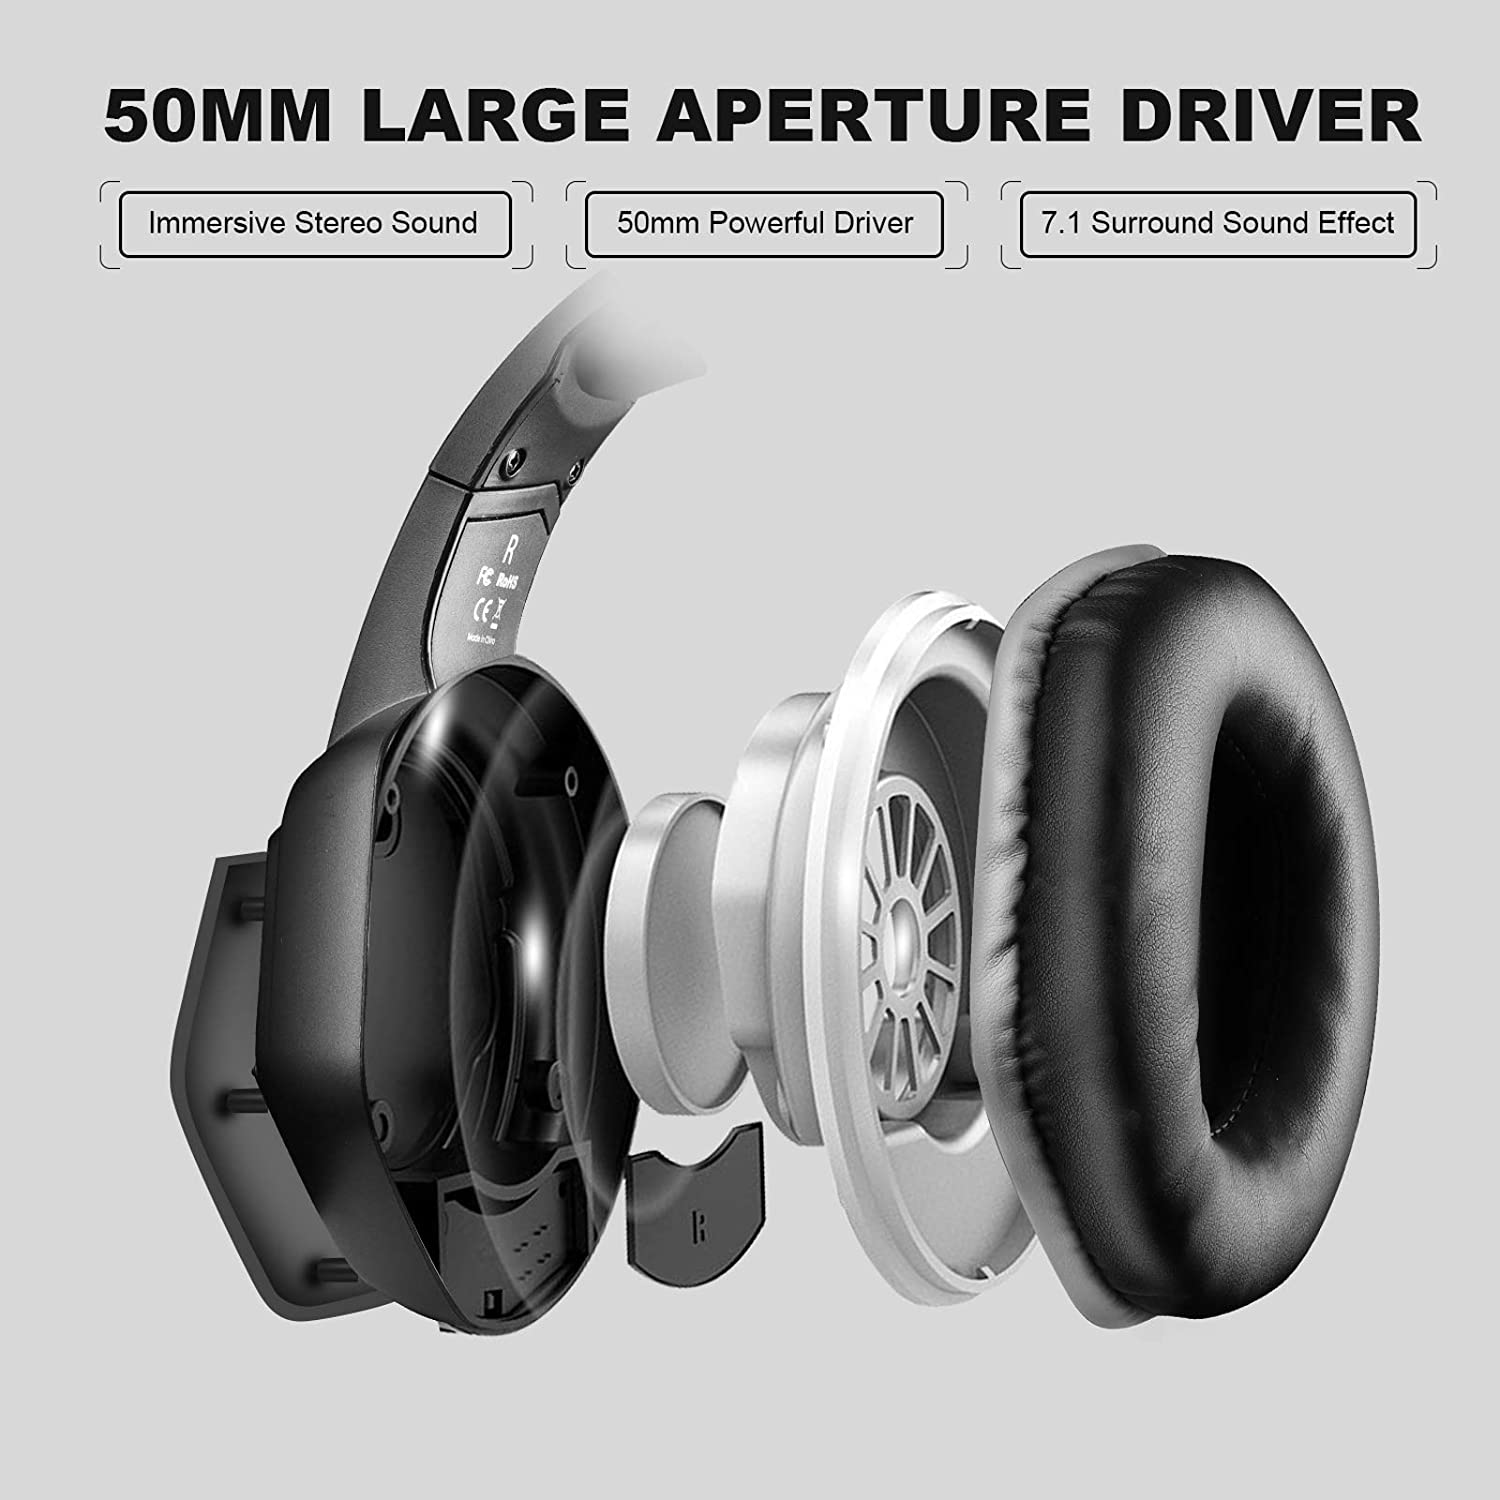 50MM LARGE APERTURE DRIVER
Immersive Stereo Sound
50mm Powerful Driver
7.1 Surround Sound Effect
R
FC RoHS
CE
Made in China
R